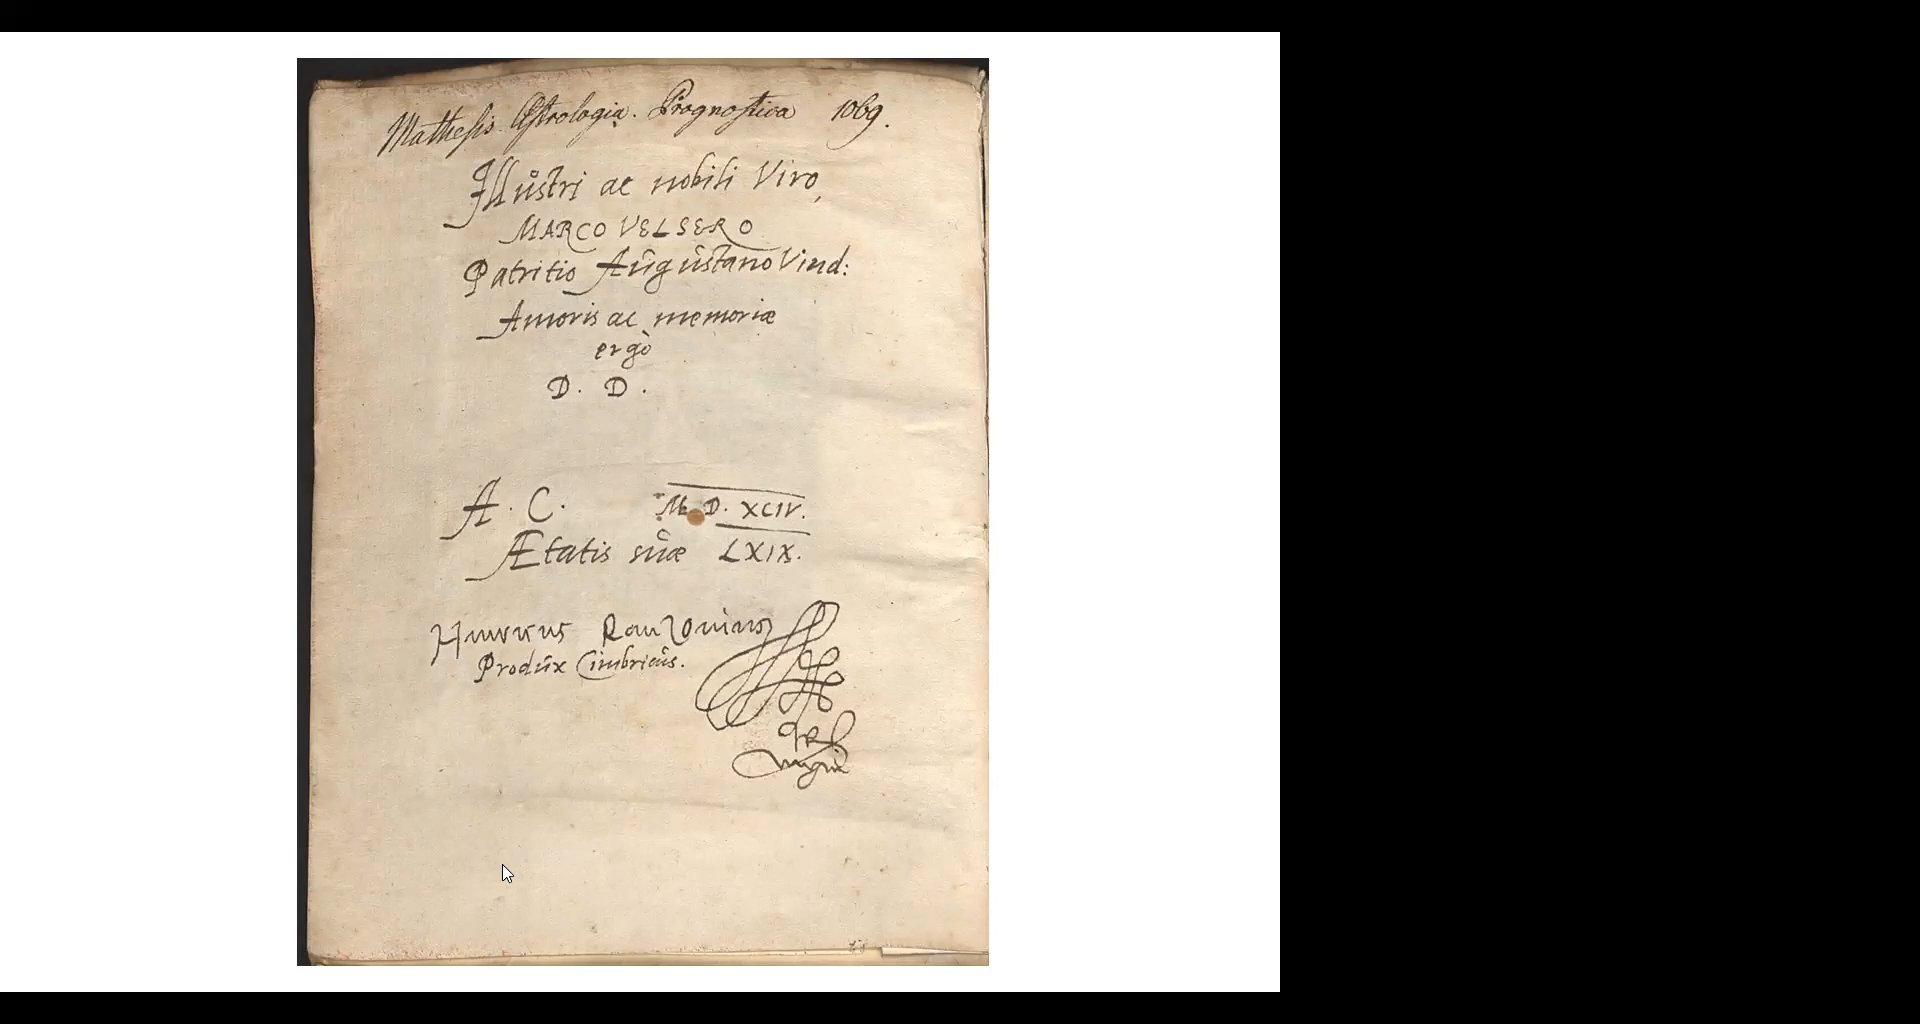 Mathesis. Astrologia. Prognostica 1069.
Illustri ac nobili Viro,
MARCO VELSERO
Patritio Augustano Vind:
Amoris ac memoriæ
ergò
D. D.
A. C. M. D. XCIV.
Ætatis suæ LXIX.
Henricus Ranzovius
Produx Cimbricus.